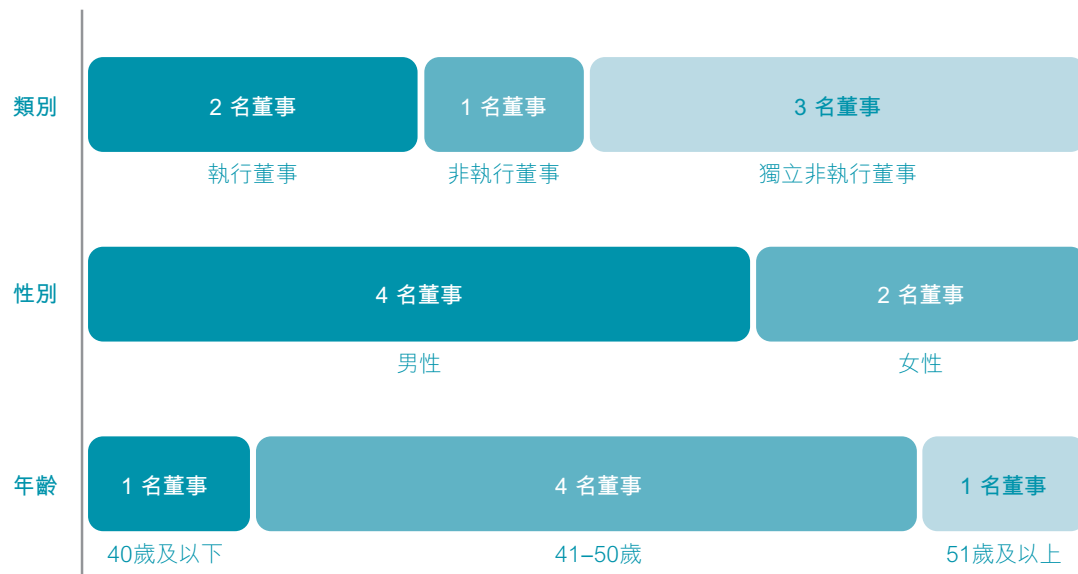 類別
2 名董事
1 名董事
3 名董事
執行董事
非執行董事
獨立非執行董事
性別
4 名董事
2 名董事
男性
女性
年齡
1 名董事
4 名董事
1 名董事
40歲及以下
41–50歲
51歲及以上